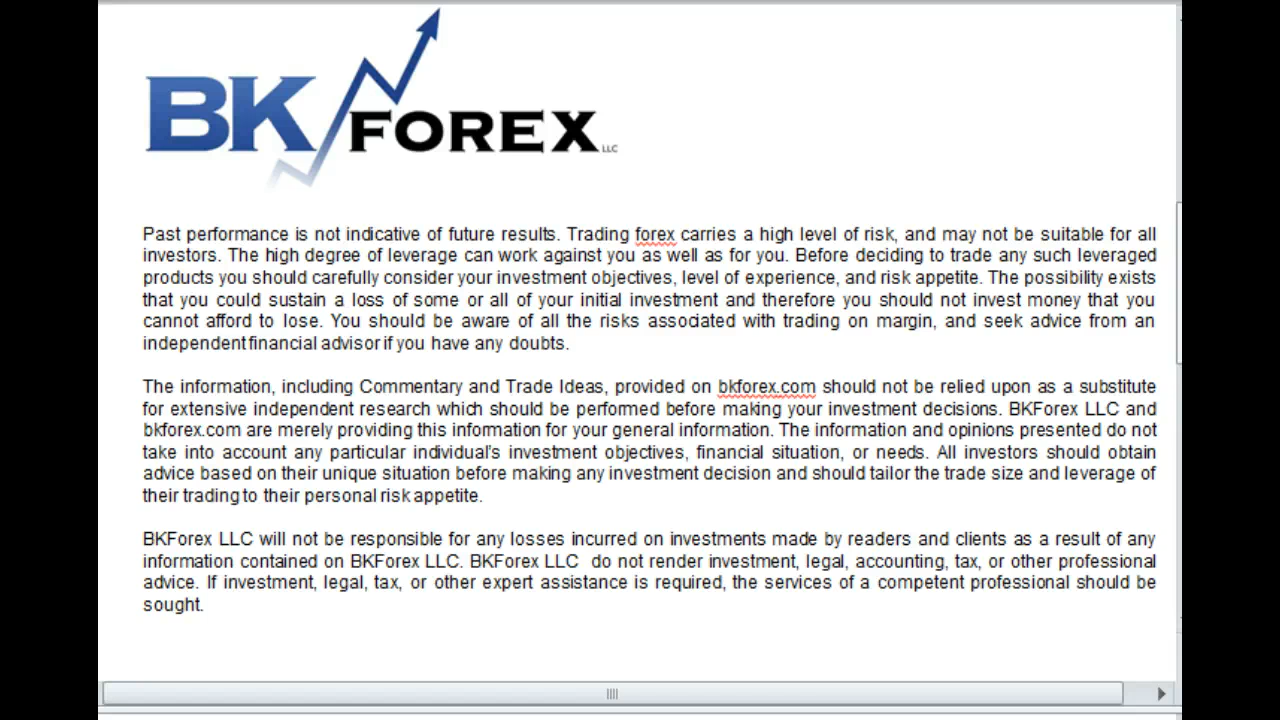 BK FOREX LLC
Past performance is not indicative of future results. Trading forex carries a high level of risk, and may not be suitable for all
investors. The high degree of leverage can work against you as well as for you. Before deciding to trade any such leveraged
products you should carefully consider your investment objectives, level of experience, and risk appetite. The possibility exists
that you could sustain a loss of some or all of your initial investment and therefore you should not invest money that you
cannot afford to lose. You should be aware of all the risks associated with trading on margin, and seek advice from an
independent financial advisor if you have any doubts.
The information, including Commentary and Trade Ideas, provided on bkforex.com should not be relied upon as a substitute
for extensive independent research which should be performed before making your investment decisions. BKForex LLC and
bkforex.com are merely providing this information for your general information. The information and opinions presented do not
take into account any particular individual's investment objectives, financial situation, or needs. All investors should obtain
advice based on their unique situation before making any investment decision and should tailor the trade size and leverage of
their trading to their personal risk appetite.
BKForex LLC will not be responsible for any losses incurred on investments made by readers and clients as a result of any
information contained on BKForex LLC. BKForex LLC do not render investment, legal, accounting, tax, or other professional
advice. If investment, legal, tax, or other expert assistance is required, the services of a competent professional should be
sought.